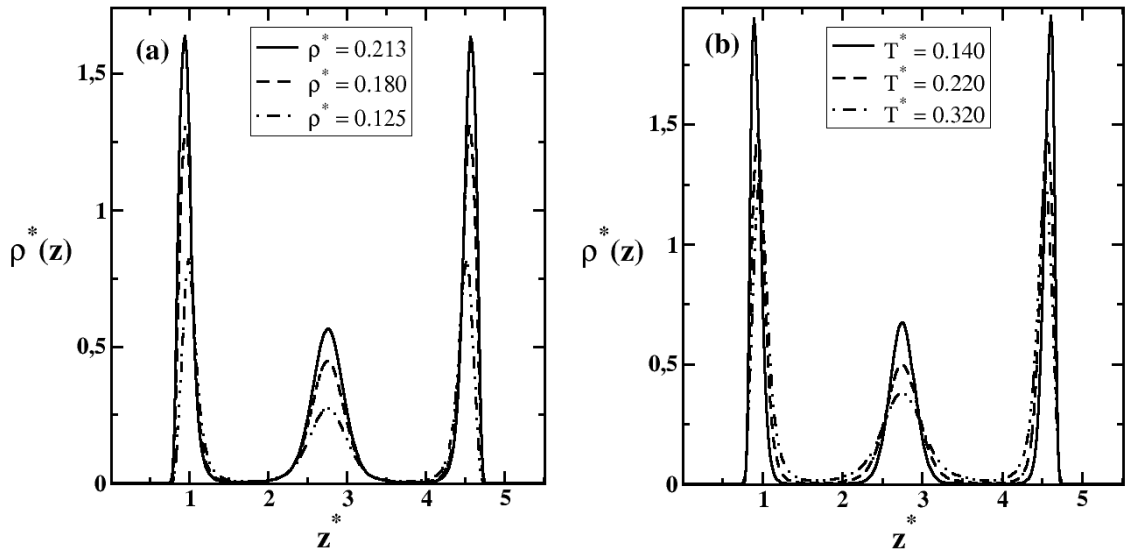 (a)
ρ* = 0.213
ρ* = 0.180
ρ* = 0.125
1,5
1
0,5
0
ρ*(z)
1 2 3 4 5
z*
(b)
T* = 0.140
T* = 0.220
T* = 0.320
1,5
1
0,5
0
ρ*(z)
1 2 3 4 5
z*